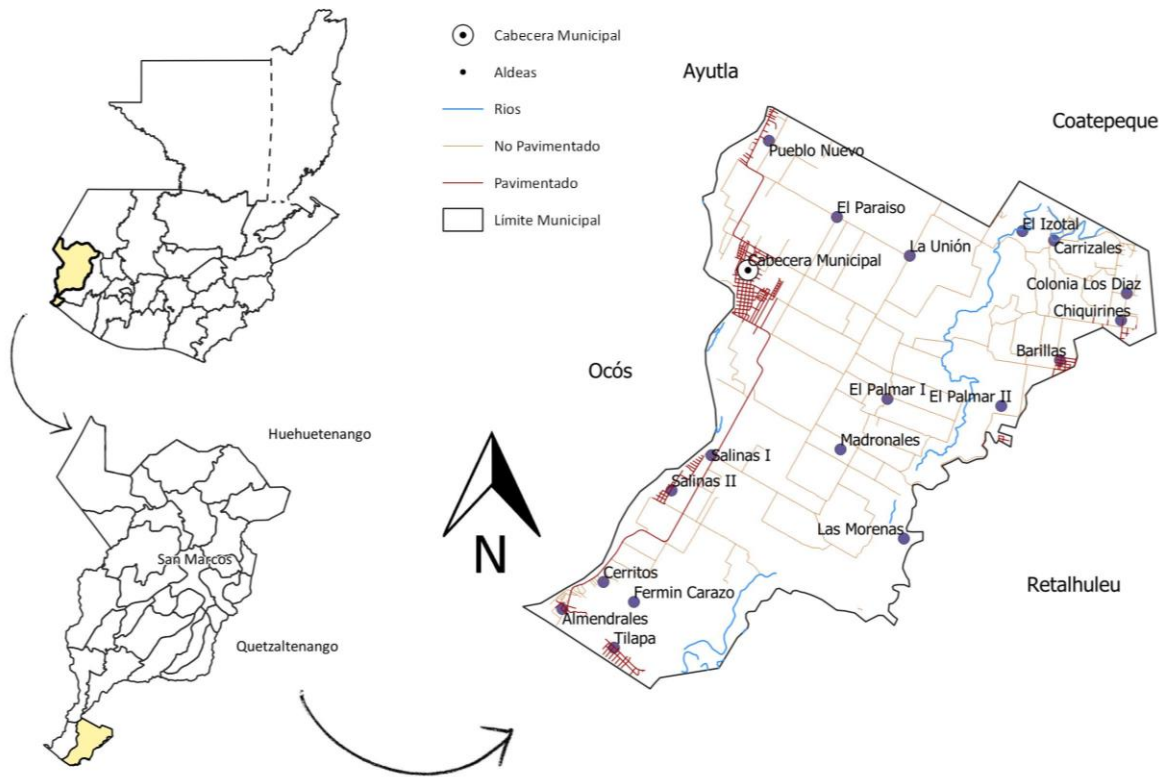 Cabecera Municipal
Aldeas
Rios
No Pavimentado
Pavimentado
Límite Municipal
Huehuetenango
San Marcos
Quetzaltenango
N
Ayutla
Coatepeque
Ocós
Retalhuleu
Pueblo Nuevo
El Paraiso
La Unión
El Izotal
Carrizales
Cabecera Municipal
Colonia Los Diaz
Chiquirines
Barillas
El Palmar I
El Palmar II
Madronales
Salinas I
Salinas II
Las Morenas
Cerritos
Fermin Carazo
Almendrales
Tilapa